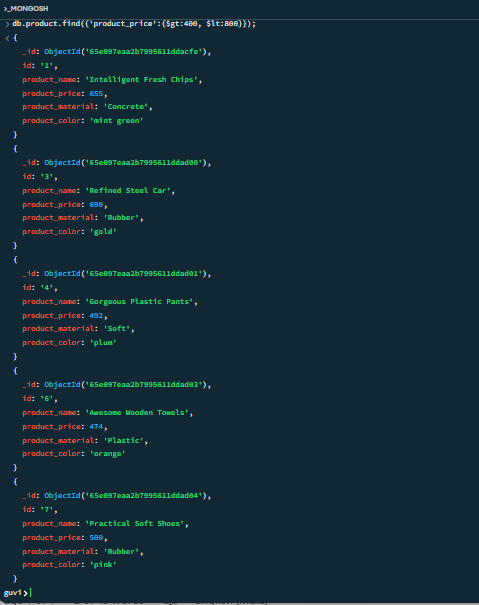 >_MONGOSH
> db.product.find({'product_price':{$gt:400, $lt:800}});
< {
_id: ObjectId('65e097eaa2b7995611ddacfe'),
id: '1',
product_name: 'Intelligent Fresh Chips',
product_price: 655,
product_material: 'Concrete',
product_color: 'mint green'
}
{
_id: ObjectId('65e097eaa2b7995611ddad00'),
id: '3',
product_name: 'Refined Steel Car',
product_price: 690,
product_material: 'Rubber',
product_color: 'gold'
}
{
_id: ObjectId('65e097eaa2b7995611ddad01'),
id: '4',
product_name: 'Gorgeous Plastic Pants',
product_price: 492,
product_material: 'Soft',
product_color: 'plum'
}
{
_id: ObjectId('65e097eaa2b7995611ddad03'),
id: '6',
product_name: 'Awesome Wooden Towels',
product_price: 474,
product_material: 'Plastic',
product_color: 'orange'
}
{
_id: ObjectId('65e097eaa2b7995611ddad04'),
id: '7',
product_name: 'Practical Soft Shoes',
product_price: 500,
product_material: 'Rubber',
product_color: 'pink'
}
guvi>